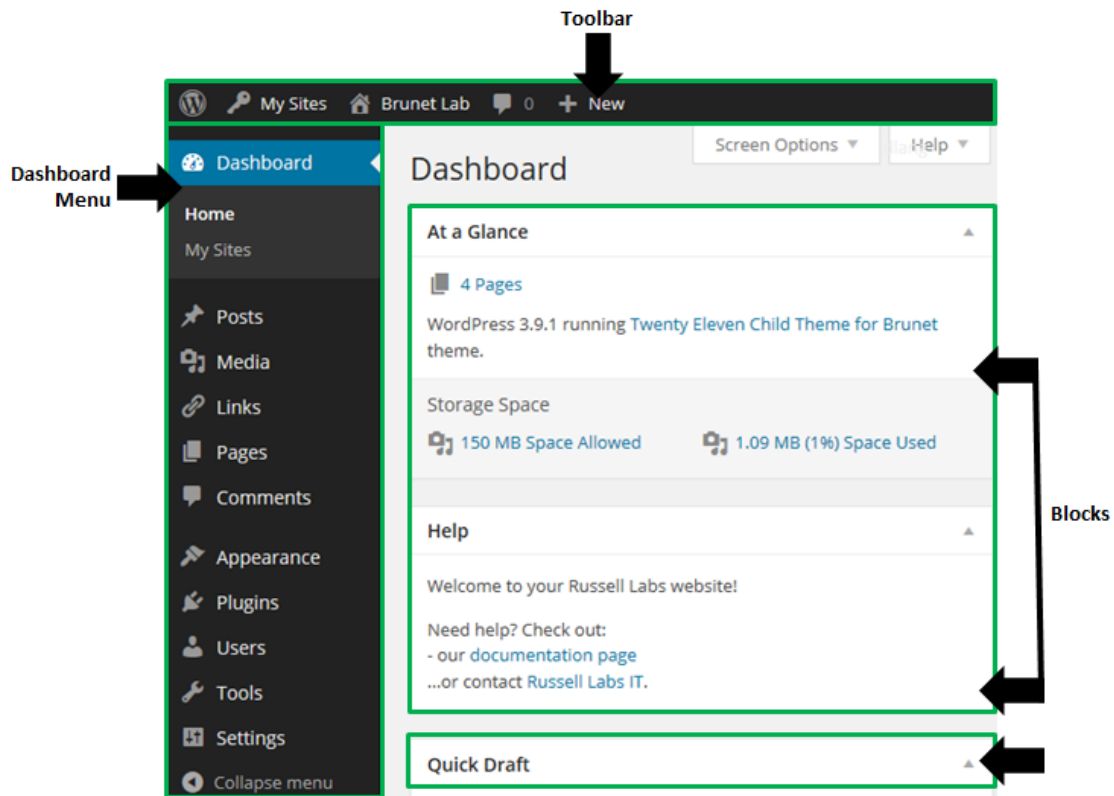 Toolbar
My Sites Brunet Lab 0 New
Dashboard Menu
Dashboard
Home
My Sites
Posts
Media
Links
Pages
Comments
Appearance
Plugins
Users
Tools
Settings
Collapse menu
Screen Options Help
Dashboard
At a Glance
4 Pages
WordPress 3.9.1 running Twenty Eleven Child Theme for Brunet
theme.
Storage Space
150 MB Space Allowed 1.09 MB (1%) Space Used
Help
Welcome to your Russell Labs website!
Need help? Check out:
- our documentation page
...or contact Russell Labs IT.
Quick Draft
Blocks